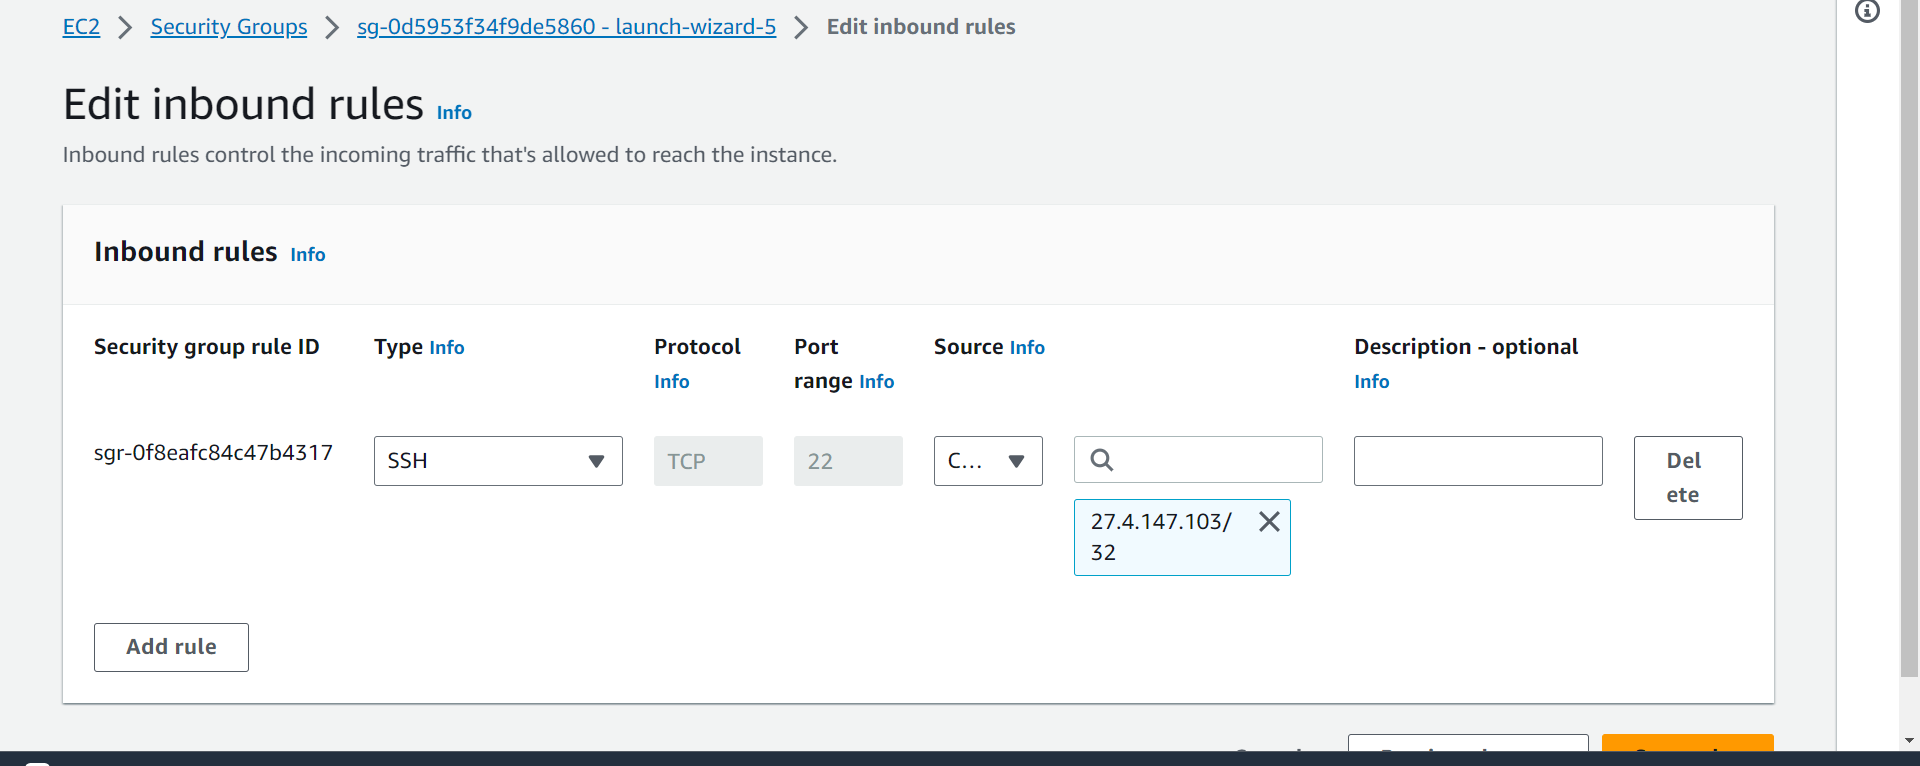 EC2 > Security Groups > sg-0d5953f34f9de5860 - launch-wizard-5 > Edit inbound rules
Edit inbound rules Info
Inbound rules control the incoming traffic that's allowed to reach the instance.
Inbound rules Info
Security group rule ID
Type Info
Protocol
Info
Port
range Info
Source Info
Description - optional
Info
sgr-0f8eafc84c47b4317
SSH
TCP
22
C...
27.4.147.103/
32
Del
ete
Add rule